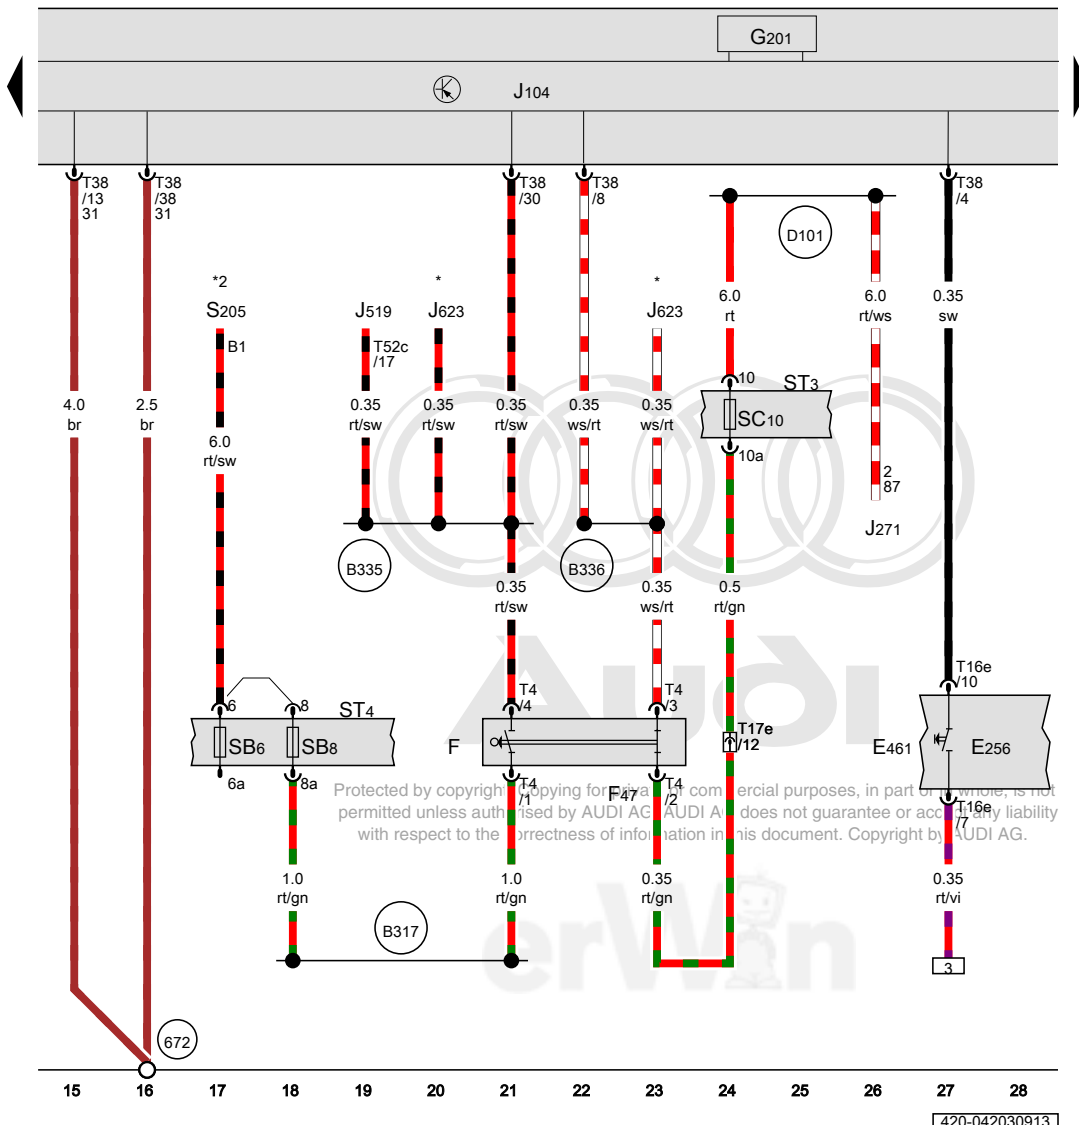 G201
J104
T38
/13
31
T38
/38
31
T38
/30
T38
/8
T38
/4
D101
*2
S205
B1
J519
T52c
/17
*
J623
*
J623
6.0
rt
6.0
rt/ws
0.35
sw
10
ST3
SC10
10a
4.0
br
2.5
br
6.0
rt/sw
0.35
rt/sw
0.35
rt/sw
0.35
rt/sw
0.35
ws/rt
0.35
ws/rt
2
87
J271
B335
B336
0.35
rt/sw
0.35
ws/rt
0.5
rt/gn
Audi
T16e
/10
6
8
ST4
T4
/4
T4
/3
SB6
SB8
F
T17e
/12
E461
E256
6a
8a
T4
/1
F47
T4
/2
T16e
/7
Protected by copyright. Copying for private or commercial purposes, in part or in whole, is not
permitted unless authorised by AUDI AG. AUDI AG does not guarantee or accept any liability
with respect to the correctness of information in this document. Copyright by AUDI AG.
1.0
rt/gn
1.0
rt/gn
0.35
rt/gn
0.35
rt/vi
B317
erWin
3
672
15 16 17 18 19 20 21 22 23 24 25 26 27 28
420-042030913